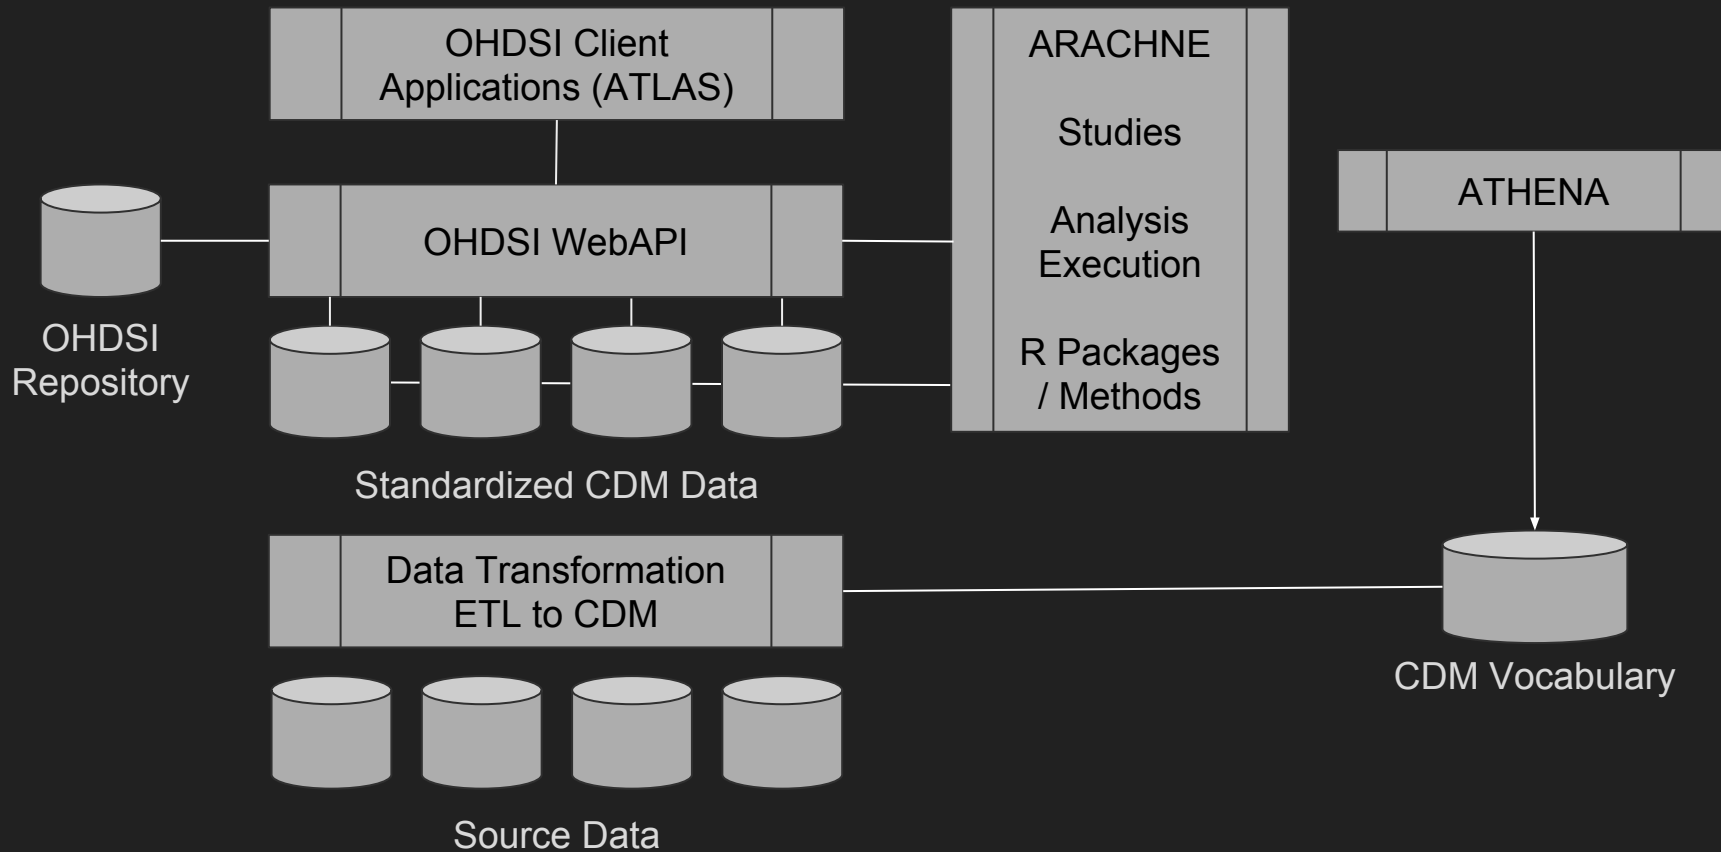 OHDSI Client
Applications (ATLAS)
ARACHNE
Studies
Analysis
Execution
R Packages
/ Methods
ATHENA
OHDSI WebAPI
OHDSI
Repository
Standardized CDM Data
Data Transformation
ETL to CDM
CDM Vocabulary
Source Data